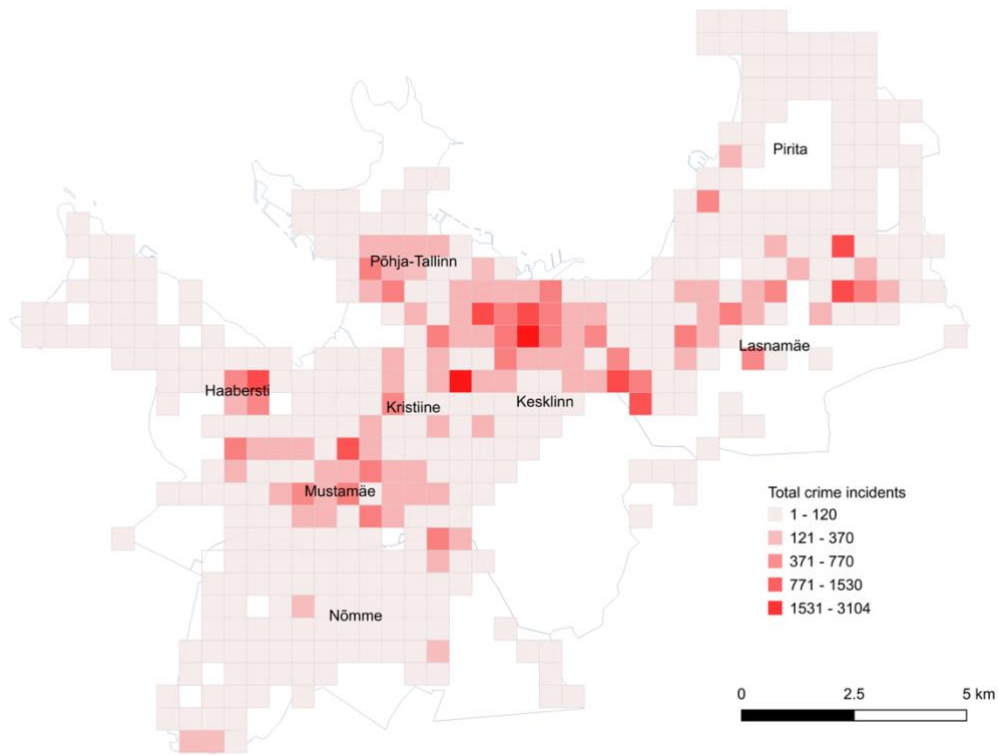 Pirita
Põhja-Tallinn
Lasnamäe
Haabersti
Kristiine
Kesklinn
Mustamäe
Nõmme
Total crime incidents
1 - 120
121 - 370
371 - 770
771 - 1530
1531 - 3104
0 2.5 5 km